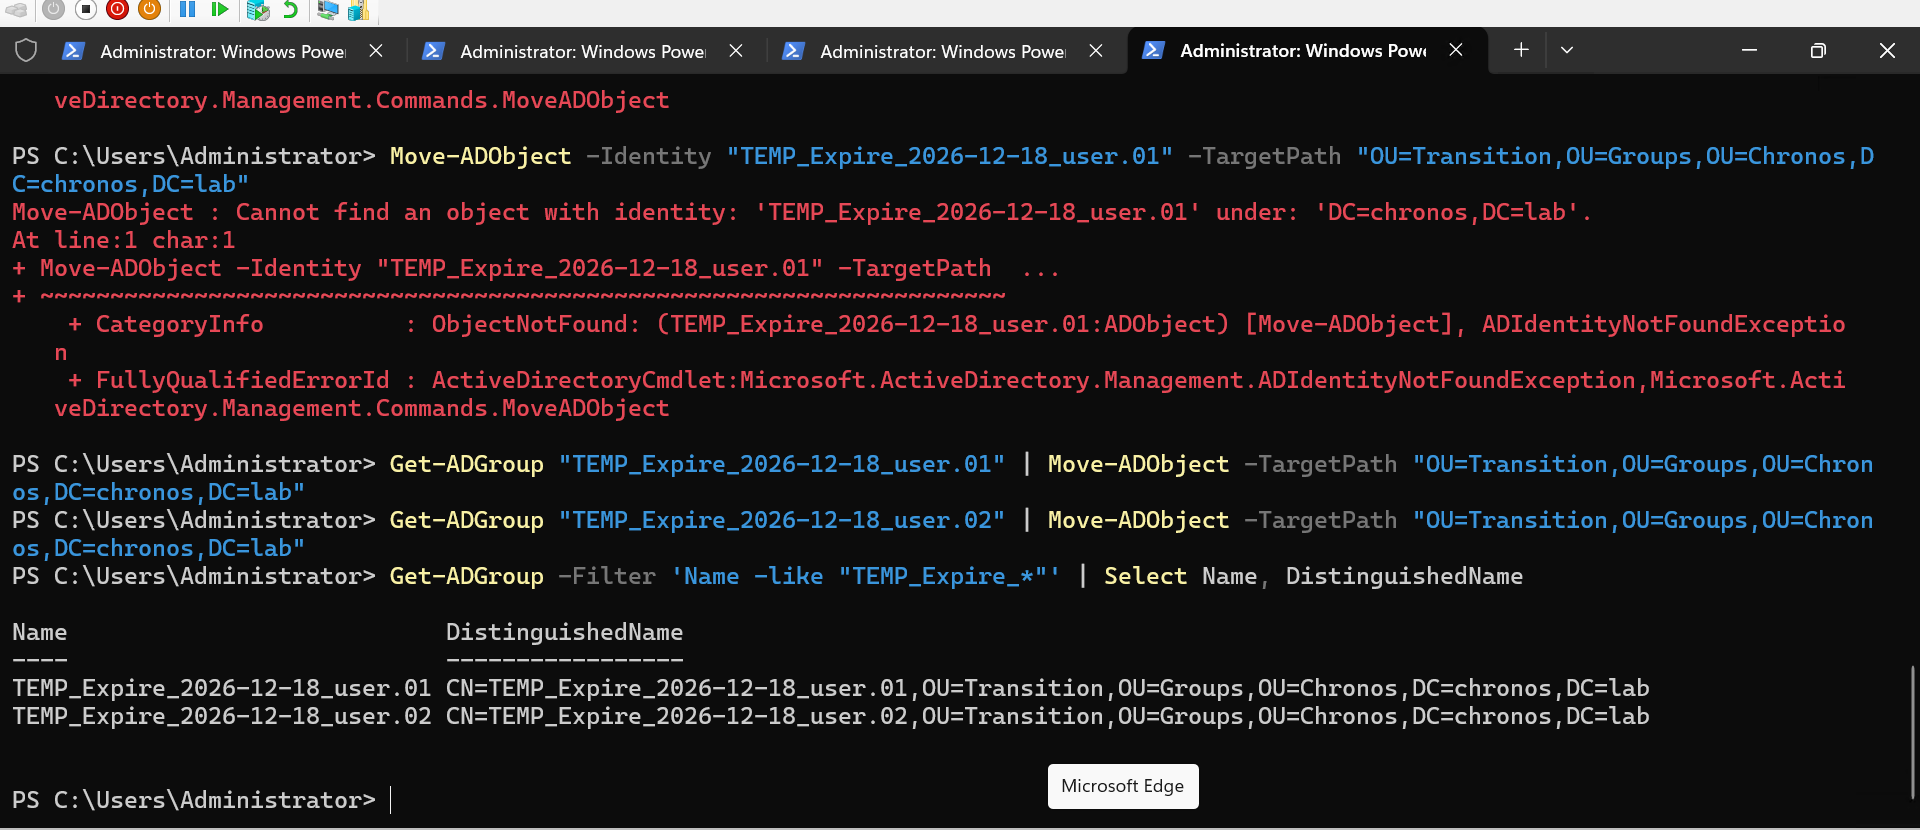 Administrator: Windows Powe
Administrator: Windows Powe
Administrator: Windows Powe
Administrator: Windows Powe
veDirectory.Management.Commands.MoveADObject
PS C:\Users\Administrator> Move-ADObject -Identity "TEMP_Expire_2026-12-18_user.01" -TargetPath "OU=Transition,OU=Groups,OU=Chronos,D
C=chronos,DC=lab"
Move-ADObject : Cannot find an object with identity: 'TEMP_Expire_2026-12-18_user.01' under: 'DC=chronos,DC=lab'.
At line:1 char:1
+ Move-ADObject -Identity "TEMP_Expire_2026-12-18_user.01" -TargetPath  ...
+ ~~~~~~~~~~~~~~~~~~~~~~~~~~~~~~~~~~~~~~~~~~~~~~~~~~~~~~~~~~~~~~~~~~~~~
    + CategoryInfo          : ObjectNotFound: (TEMP_Expire_2026-12-18_user.01:ADObject) [Move-ADObject], ADIdentityNotFoundExceptio
   n
    + FullyQualifiedErrorId : ActiveDirectoryCmdlet:Microsoft.ActiveDirectory.Management.ADIdentityNotFoundException,Microsoft.Acti
   veDirectory.Management.Commands.MoveADObject
PS C:\Users\Administrator> Get-ADGroup "TEMP_Expire_2026-12-18_user.01" | Move-ADObject -TargetPath "OU=Transition,OU=Groups,OU=Chron
os,DC=chronos,DC=lab"
PS C:\Users\Administrator> Get-ADGroup "TEMP_Expire_2026-12-18_user.02" | Move-ADObject -TargetPath "OU=Transition,OU=Groups,OU=Chron
os,DC=chronos,DC=lab"
PS C:\Users\Administrator> Get-ADGroup -Filter 'Name -like "TEMP_Expire_*"' | Select Name, DistinguishedName
Name                           DistinguishedName
----                           -----------------
TEMP_Expire_2026-12-18_user.01 CN=TEMP_Expire_2026-12-18_user.01,OU=Transition,OU=Groups,OU=Chronos,DC=chronos,DC=lab
TEMP_Expire_2026-12-18_user.02 CN=TEMP_Expire_2026-12-18_user.02,OU=Transition,OU=Groups,OU=Chronos,DC=chronos,DC=lab
Microsoft Edge
PS C:\Users\Administrator>